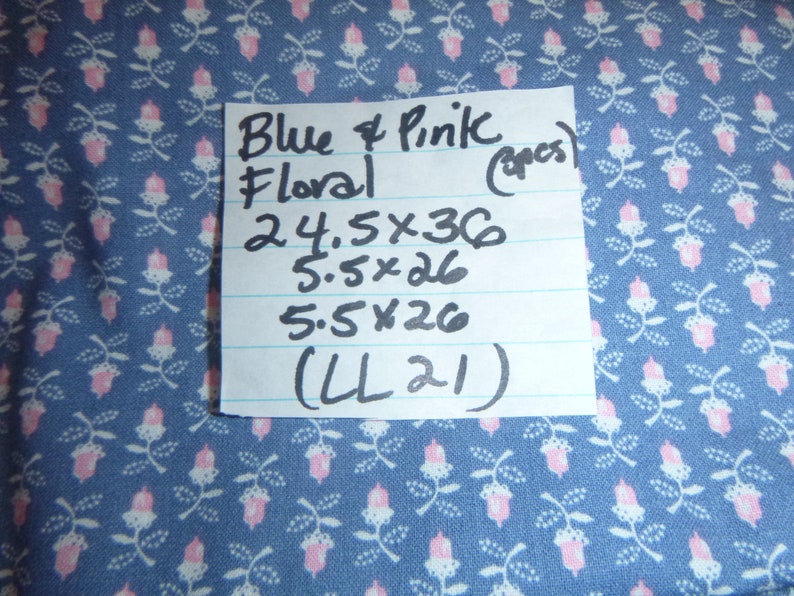 Blue & Pink
Floral (3pcs)
24.5x36
5.5x26
5.5x26
(LL21)